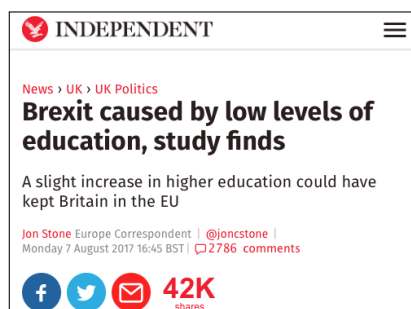 INDEPENDENT
News › UK › UK Politics
Brexit caused by low levels of
education, study finds
A slight increase in higher education could have
kept Britain in the EU
Jon Stone Europe Correspondent | @joncstone |
Monday 7 August 2017 16:45 BST | 2786 comments
f 42K
shares